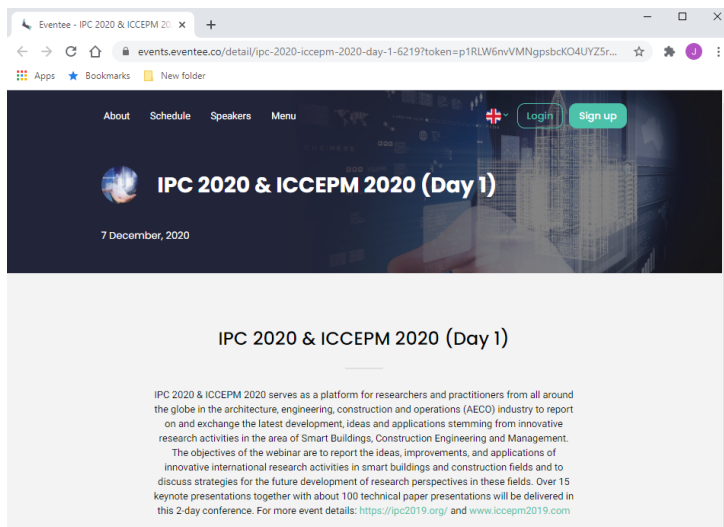 Eventee - IPC 2020 & ICCEPM 20
events.eventee.co/detail/ipc-2020-iccepm-2020-day-1-6219?token=p1RLW6nvVMNgpsbcKO4UYZ5r...
J
Apps Bookmarks New folder
About Schedule Speakers Menu Login Sign up
IPC 2020 & ICCEPM 2020 (Day 1)
7 December, 2020
IPC 2020 & ICCEPM 2020 (Day 1)
IPC 2020 & ICCEPM 2020 serves as a platform for researchers and practitioners from all around
the globe in the architecture, engineering, construction and operations (AECO) industry to report
on and exchange the latest development, ideas and applications stemming from innovative
research activities in the area of Smart Buildings, Construction Engineering and Management.
The objectives of the webinar are to report the ideas, improvements, and applications of
innovative international research activities in smart buildings and construction fields and to
discuss strategies for the future development of research perspectives in these fields. Over 15
keynote presentations together with about 100 technical paper presentations will be delivered in
this 2-day conference. For more event details: https://ipc2019.org/ and www.iccepm2019.com